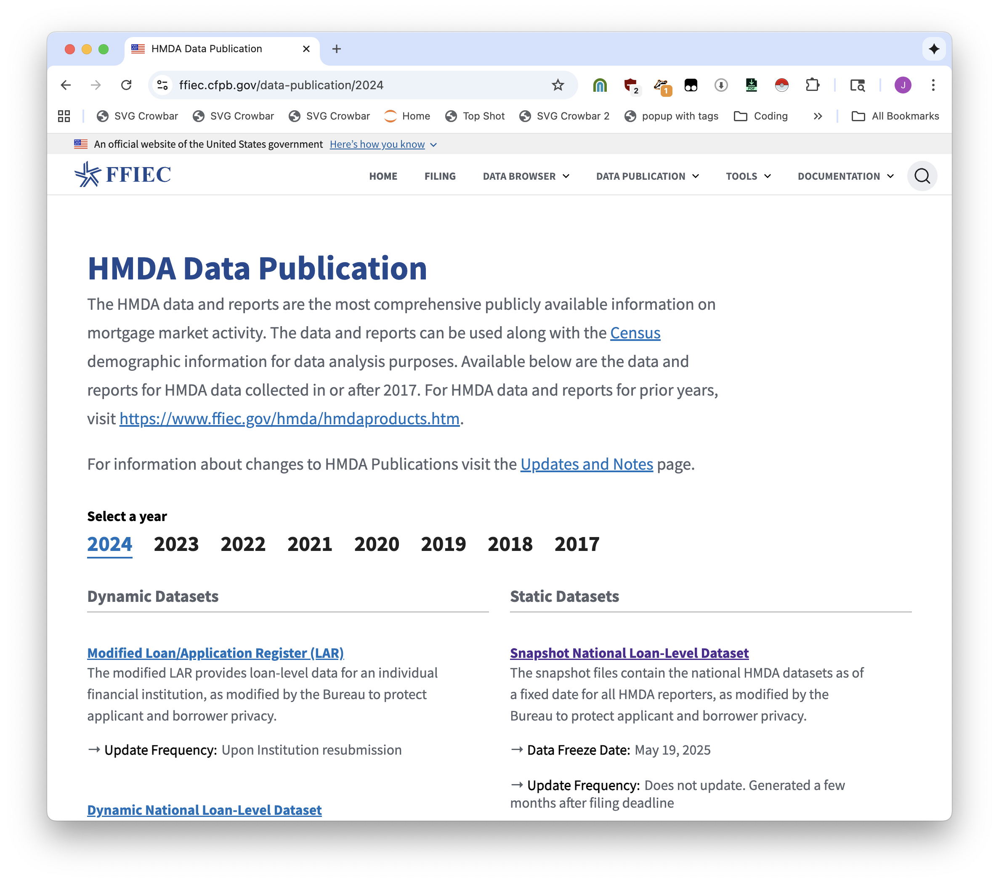 HMDA Data Publication
ffiec.cfpb.gov/data-publication/2024
2
1
PDF
J
SVG Crowbar
SVG Crowbar
SVG Crowbar
Home
Top Shot
SVG Crowbar 2
popup with tags
Coding
All Bookmarks
An official website of the United States government Here’s how you know
FFIEC
HOME
FILING
DATA BROWSER
DATA PUBLICATION
TOOLS
DOCUMENTATION
HMDA Data Publication
The HMDA data and reports are the most comprehensive publicly available information on
mortgage market activity. The data and reports can be used along with the Census
demographic information for data analysis purposes. Available below are the data and
reports for HMDA data collected in or after 2017. For HMDA data and reports for prior years,
visit https://www.ffiec.gov/hmda/hmdaproducts.htm.
For information about changes to HMDA Publications visit the Updates and Notes page.
Select a year
2024 2023 2022 2021 2020 2019 2018 2017
Dynamic Datasets
Modified Loan/Application Register (LAR)
The modified LAR provides loan-level data for an individual
financial institution, as modified by the Bureau to protect
applicant and borrower privacy.
→ Update Frequency: Upon Institution resubmission
Dynamic National Loan-Level Dataset
Static Datasets
Snapshot National Loan-Level Dataset
The snapshot files contain the national HMDA datasets as of
a fixed date for all HMDA reporters, as modified by the
Bureau to protect applicant and borrower privacy.
→ Data Freeze Date: May 19, 2025
→ Update Frequency: Does not update. Generated a few
months after filing deadline